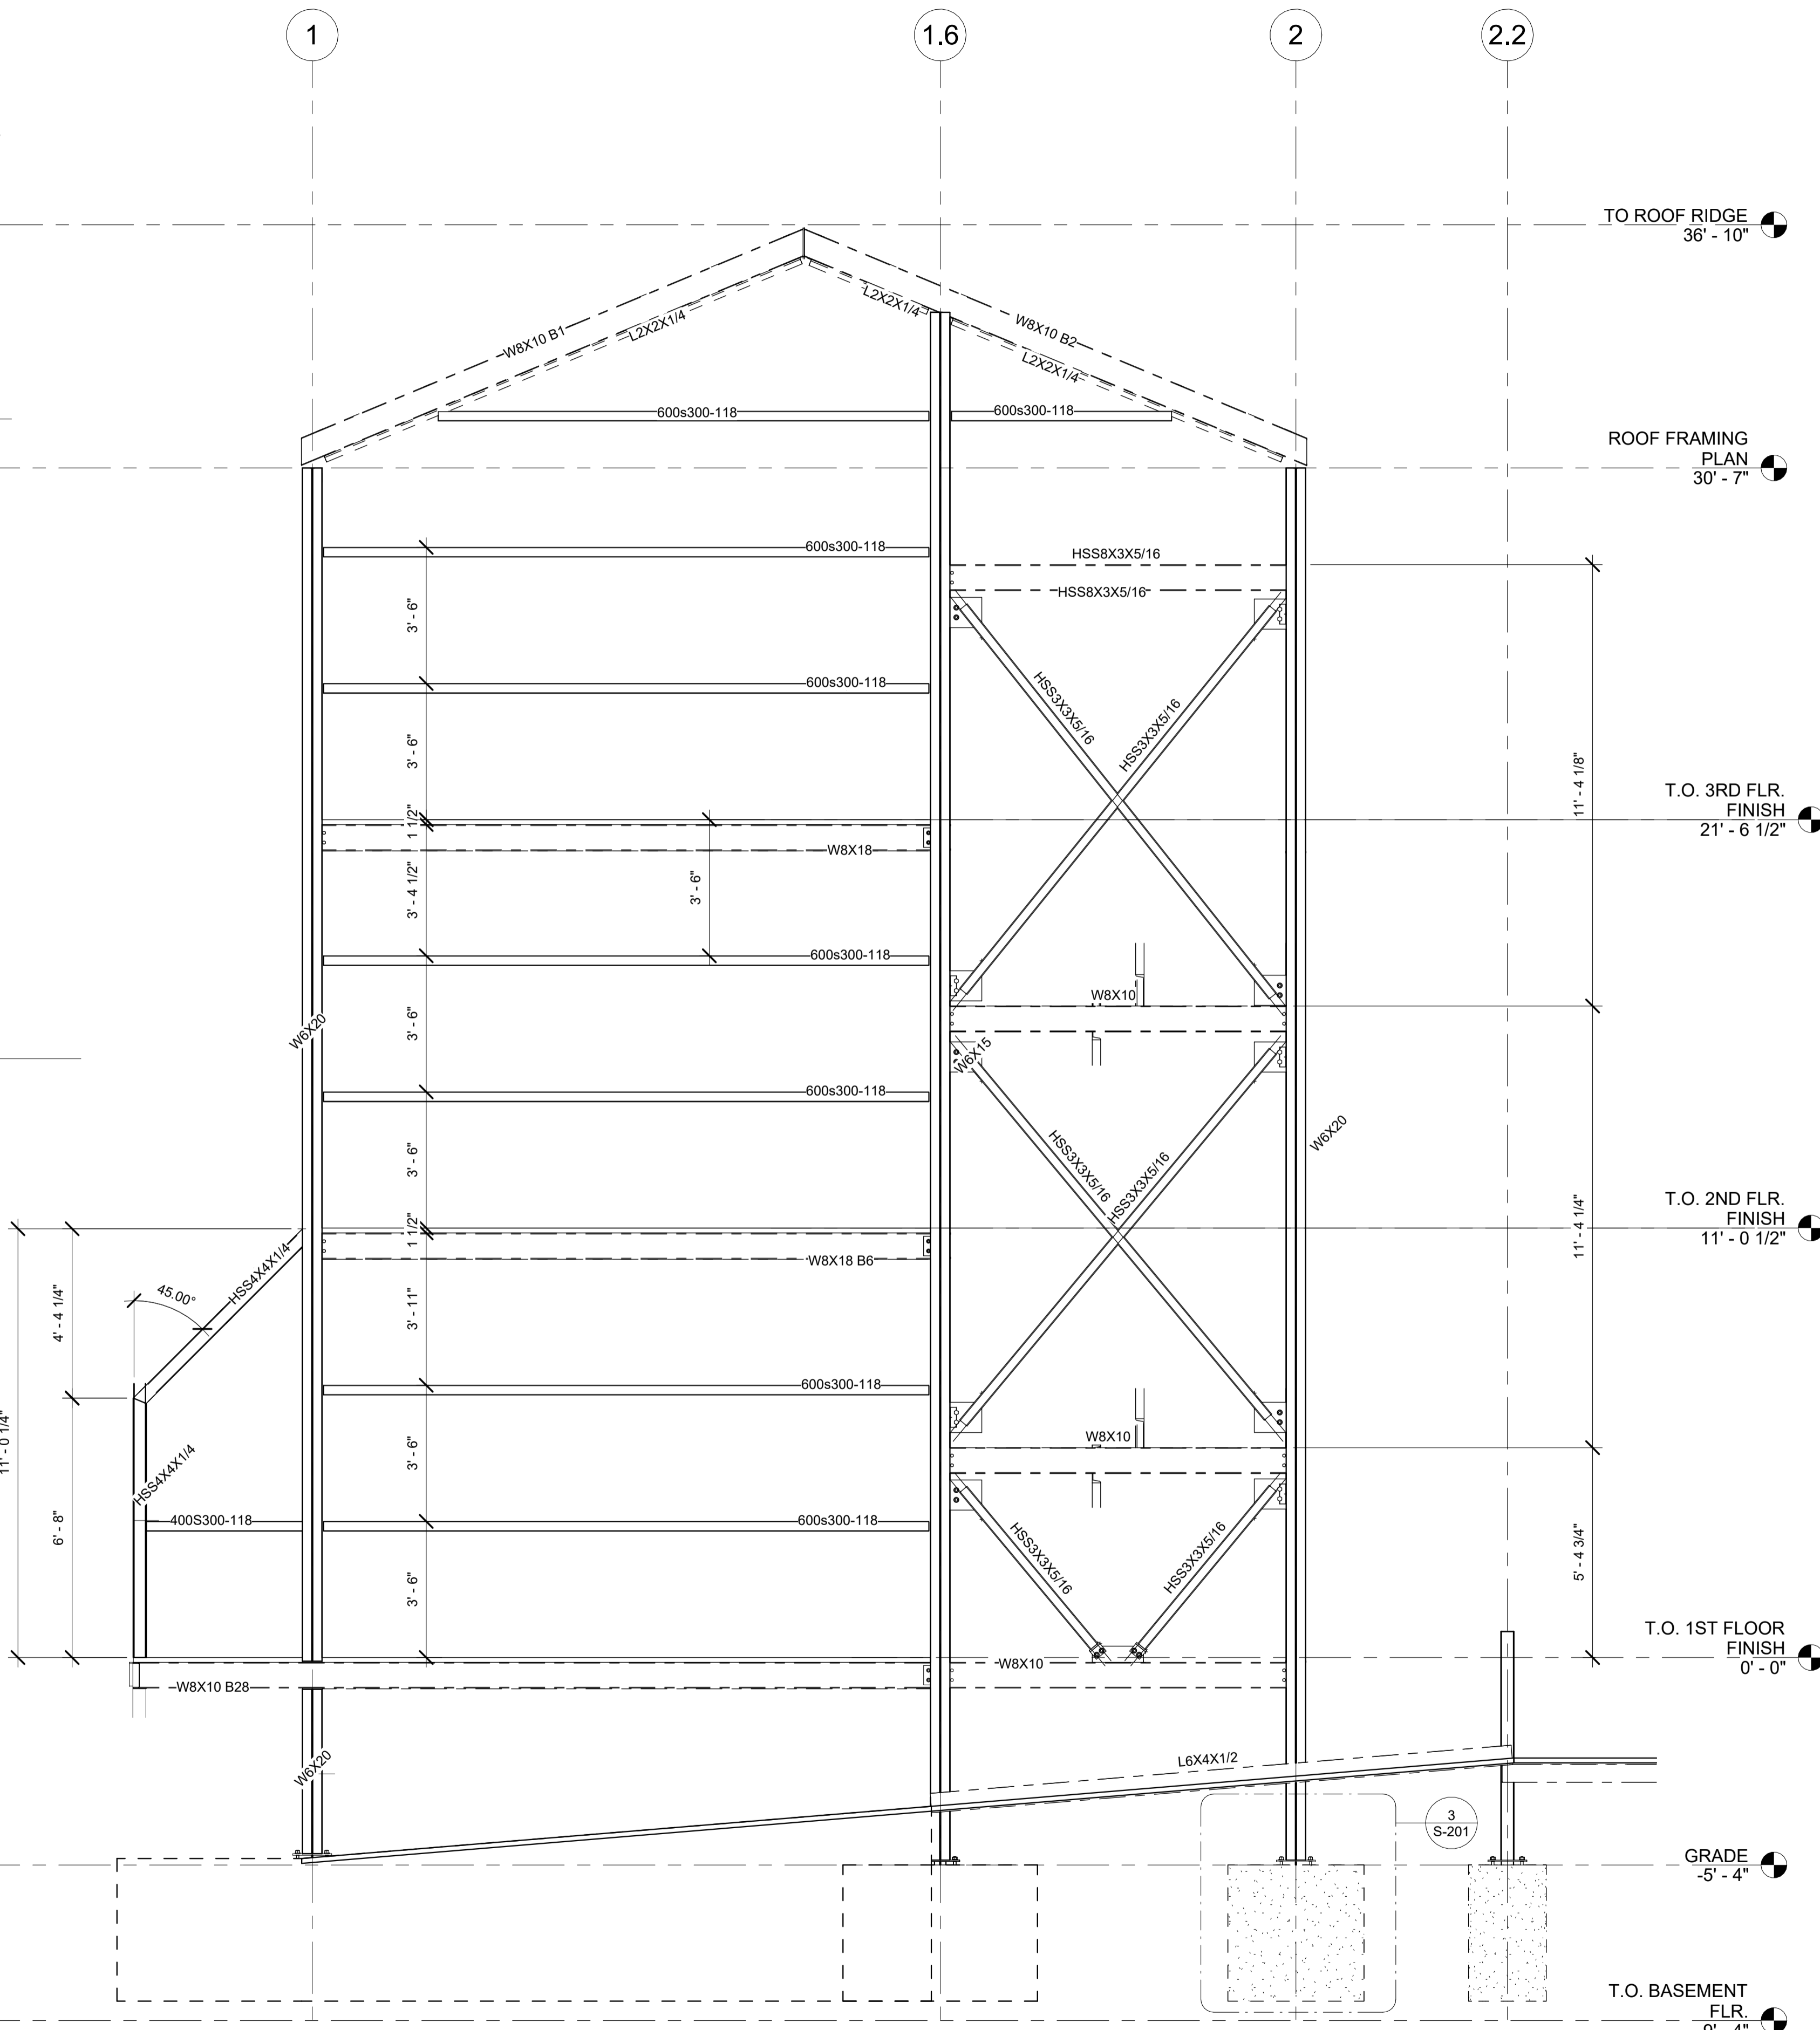 1
1.6
2
2.2
TO ROOF RIDGE
36' - 10"
W8X10 B1
L2X2X1/4
L2X2X1/4
W8X10 B2
L2X2X1/4
600s300-118
600s300-118
ROOF FRAMING
PLAN
30' - 7"
600s300-118
HSS8X3X5/16
HSS8X3X5/16
3' - 6"
600s300-118
HSS3X3X5/16
HSS3X3X5/16
3' - 6"
11' - 4 1/8"
T.O. 3RD FLR.
FINISH
21' - 6 1/2"
1 1/2"
W8X18
3' - 4 1/2"
3' - 6"
600s300-118
W8X10
W6X20
3' - 6"
W6X15
600s300-118
HSS3X3X5/16
HSS3X3X5/16
W6X20
3' - 6"
11' - 4 1/4"
T.O. 2ND FLR.
FINISH
11' - 0 1/2"
1 1/2"
W8X18 B6
HSS4X4X1/4
45.00°
4' - 4 1/4"
3' - 11"
600s300-118
11' - 0 1/4"
W8X10
HSS4X4X1/4
3' - 6"
400S300-118
600s300-118
6' - 8"
HSS3X3X5/16
HSS3X3X5/16
5' - 4 3/4"
3' - 6"
T.O. 1ST FLOOR
FINISH
0' - 0"
W8X10
W8X10 B28
W6X20
L6X4X1/2
3
S-201
GRADE
-5' - 4"
T.O. BASEMENT
FLR.